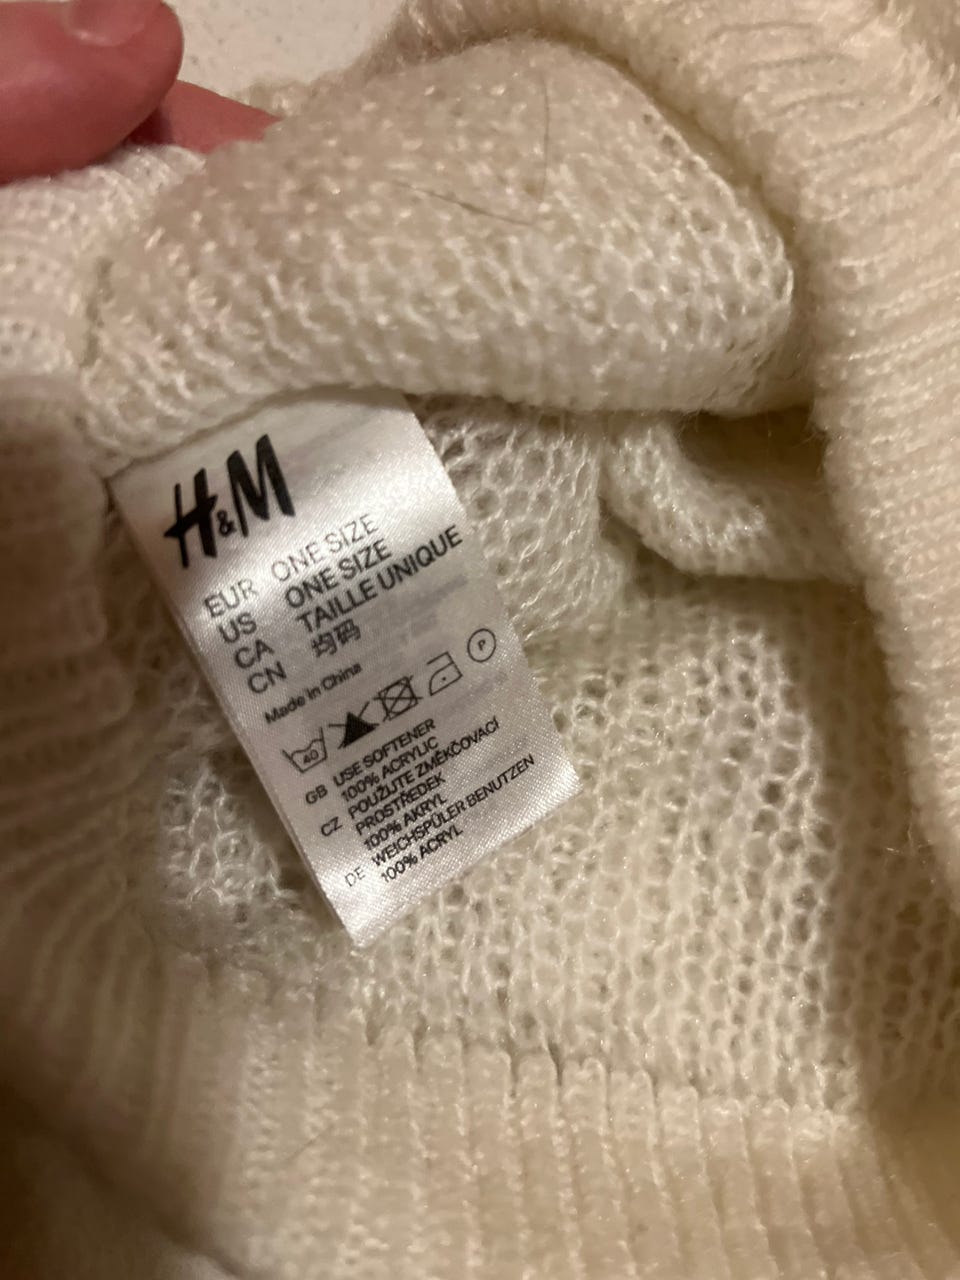 H&M
EUR ONE SIZE
US ONE SIZE
CA TAILLE UNIQUE
CN 均码
Made in China
40 P
GB USE SOFTENER
100% ACRYLIC
CZ POUŽIJTE ZMĚKČOVACÍ
PROSTŘEDEK
100% AKRYL
DE WEICHSPÜLER BENUTZEN
100% ACRYL